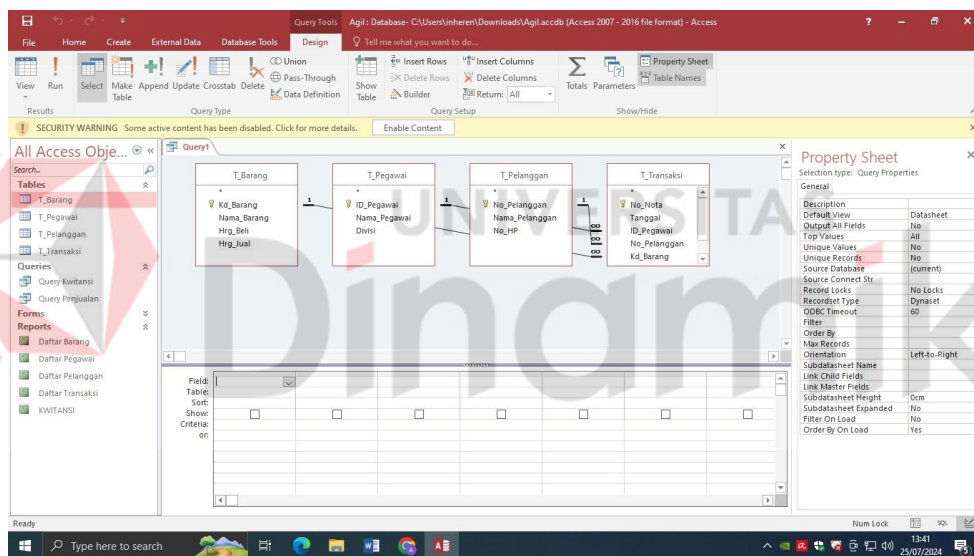 Query Tools Agil : Database- C:\Users\inheren\Downloads\Agil.accdb (Access 2007 - 2016 file format) - Access ?
File Home Create External Data Database Tools Design Tell me what you want to do...
View Run Select Make Table Append Update Crosstab Delete
Union
Pass-Through
Data Definition
Show Table
Insert Rows
Delete Rows
Builder
Insert Columns
Delete Columns
Return: All
Totals Parameters
Property Sheet
Table Names
Results Query Type Query Setup Show/Hide
SECURITY WARNING Some active content has been disabled. Click for more details. Enable Content
All Access Obje...
Search...
Tables
T_Barang
T_Pegawai
T_Pelanggan
T_Transaksi
Queries
Query Kwitansi
Query Penjualan
Forms
Reports
Daftar Barang
Daftar Pegawai
Daftar Pelanggan
Daftar Transaksi
KWITANSI
Query1
T_Barang
*
Kd_Barang
Nama_Barang
Hrg_Beli
Hrg_Jual
T_Pegawai
*
ID_Pegawai
Nama_Pegawai
Divisi
T_Pelanggan
*
No_Pelanggan
Nama_Pelanggan
No_HP
T_Transaksi
*
No_Nota
Tanggal
ID_Pegawai
No_Pelanggan
Kd_Barang
1 1 1
∞
∞
∞
Field:
Table:
Sort:
Show:
Criteria:
or:
Property Sheet
Selection type: Query Properties
General
Description
Default View Datasheet
Output All Fields No
Top Values All
Unique Values No
Unique Records No
Source Database (current)
Source Connect Str
Record Locks No Locks
Recordset Type Dynaset
ODBC Timeout 60
Filter
Order By
Max Records
Orientation Left-to-Right
Subdatasheet Name
Link Child Fields
Link Master Fields
Subdatasheet Height 0cm
Subdatasheet Expanded No
Filter On Load No
Order By On Load Yes
UNIVERSITA
Dinamik
Ready Num Lock SQL
Type here to search
13:41
25/07/2024